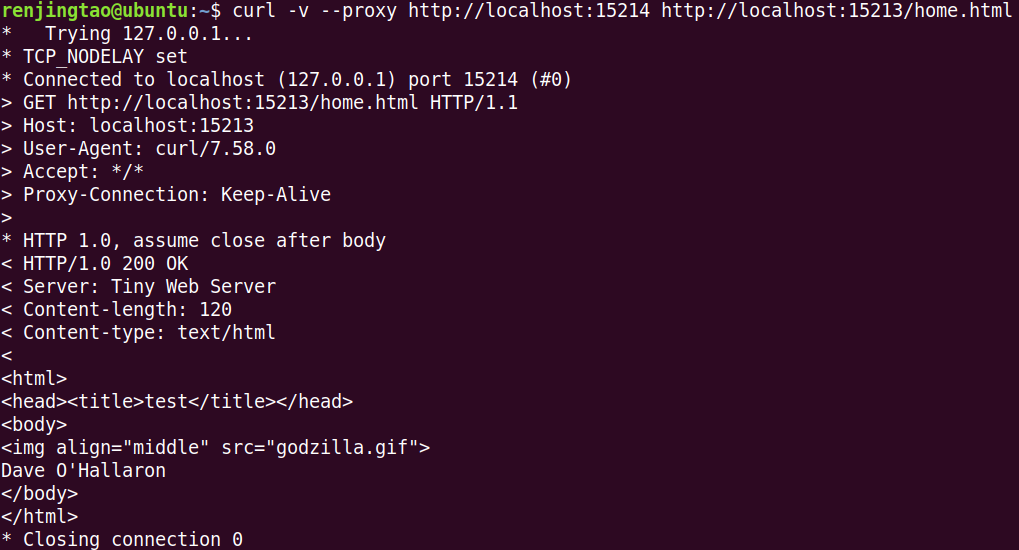 renjingtao@ubuntu:~$ curl -v --proxy http://localhost:15214 http://localhost:15213/home.html
*   Trying 127.0.0.1...
* TCP_NODELAY set
* Connected to localhost (127.0.0.1) port 15214 (#0)
> GET http://localhost:15213/home.html HTTP/1.1
> Host: localhost:15213
> User-Agent: curl/7.58.0
> Accept: */*
> Proxy-Connection: Keep-Alive
>
* HTTP 1.0, assume close after body
< HTTP/1.0 200 OK
< Server: Tiny Web Server
< Content-length: 120
< Content-type: text/html
<
<html>
<head><title>test</title></head>
<body>
<img align="middle" src="godzilla.gif">
Dave O'Hallaron
</body>
</html>
* Closing connection 0